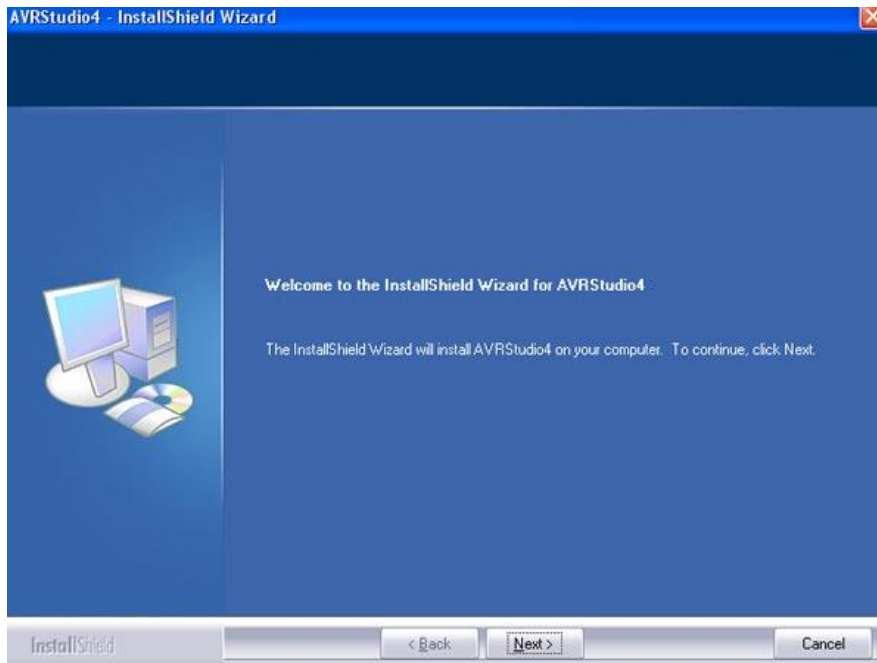 AVRStudio4 - InstallShield Wizard
Welcome to the InstallShield Wizard for AVRStudio4
The InstallShield Wizard will install AVRStudio4 on your computer. To continue, click Next.
InstallShield
< Back
Next >
Cancel